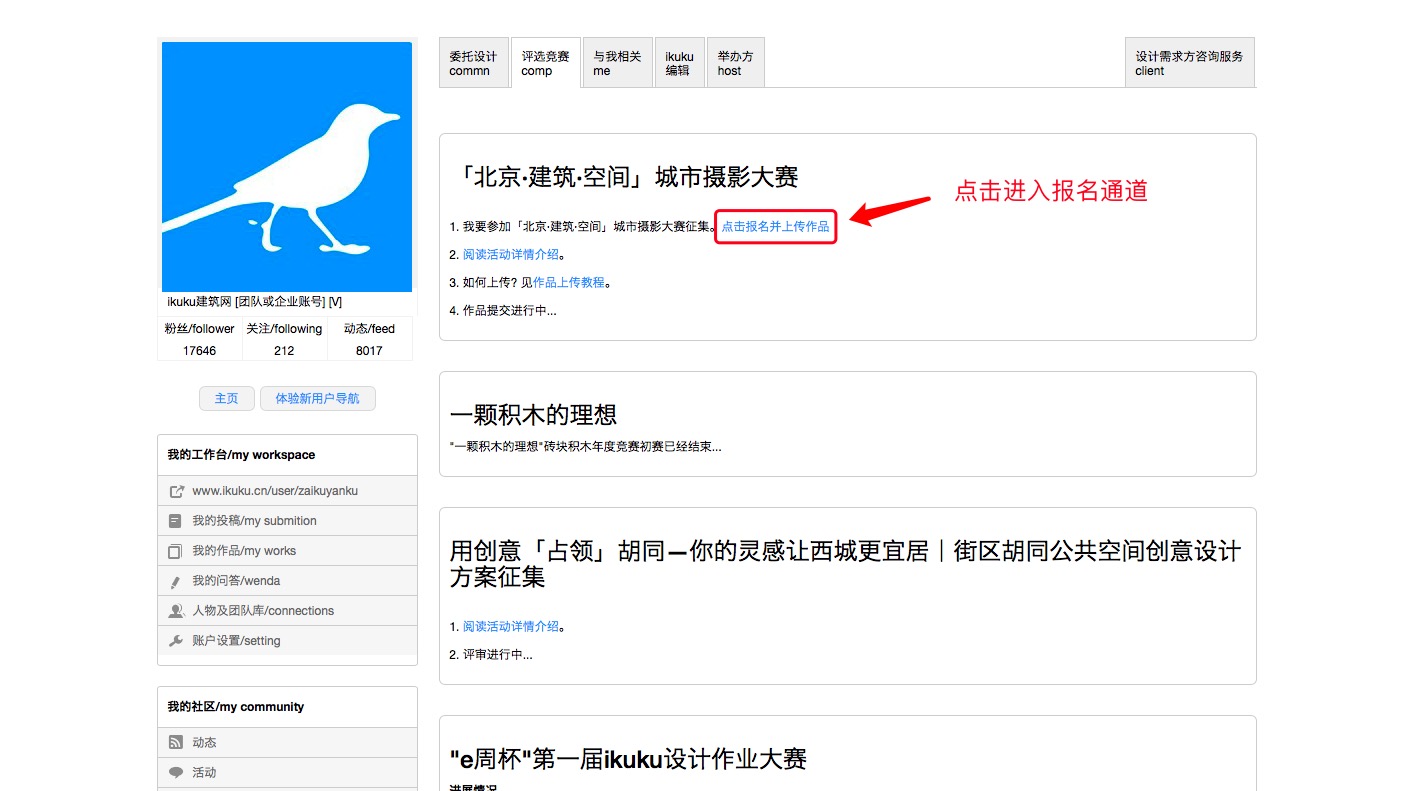 委托设计
commn
评选竞赛
comp
与我相关
me
ikuku
编辑
举办方
host
设计需求方咨询服务
client
ikuku建筑网 [团队或企业账号] [V]
粉丝/follower
17646
关注/following
212
动态/feed
8017
主页
体验新用户导航
我的工作台/my workspace
www.ikuku.cn/user/zaikuyanku
我的投稿/my submition
我的作品/my works
我的问答/wenda
人物及团队库/connections
账户设置/setting
我的社区/my community
动态
活动
「北京·建筑·空间」城市摄影大赛
点击进入报名通道
1. 我要参加「北京·建筑·空间」城市摄影大赛征集。点击报名并上传作品
2. 阅读活动详情介绍。
3. 如何上传? 见作品上传教程。
4. 作品提交进行中...
一颗积木的理想
"一颗积木的理想"砖块积木年度竞赛初赛已经结束...
用创意「占领」胡同—你的灵感让西城更宜居｜街区胡同公共空间创意设计
方案征集
1. 阅读活动详情介绍。
2. 评审进行中...
"e周杯"第一届ikuku设计作业大赛
进展情况